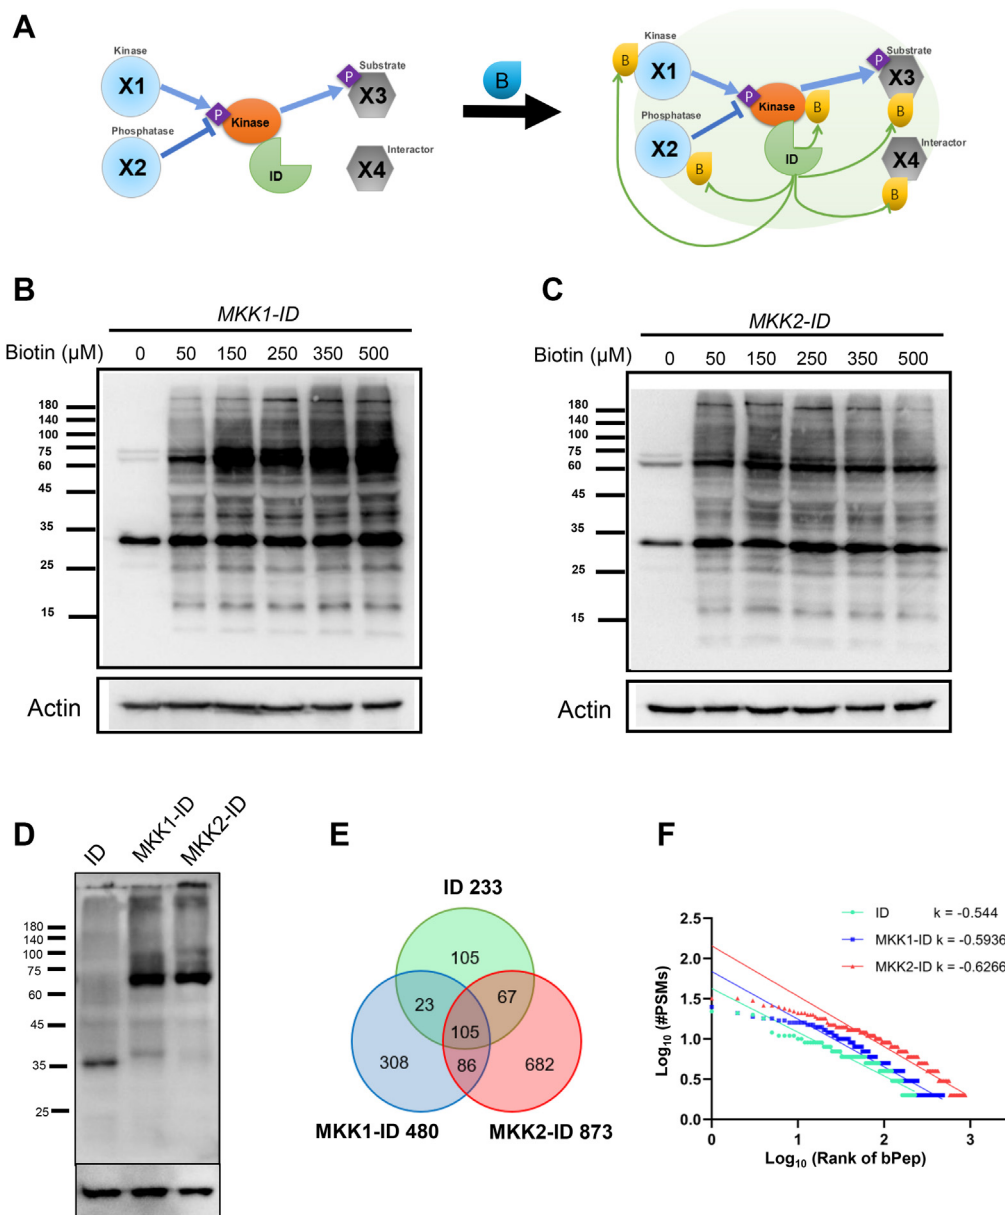 A
Kinase
X1
Phosphatase
X2
P
Kinase
ID
P
Substrate
X3
Interactor
X4
B
B
Kinase
X1
Phosphatase
X2
B
P
Kinase
B
ID
P
Substrate
X3
B
Interactor
X4
B
B
MKK1-ID
Biotin (µM) 0 50 150 250 350 500
180
140
100
75
60
45
35
25
15
Actin
C
MKK2-ID
Biotin (µM) 0 50 150 250 350 500
180
140
100
75
60
45
35
25
15
Actin
D
ID MKK1-ID MKK2-ID
180
140
100
75
60
45
35
25
E
ID 233
105
23 67
105
308 86 682
MKK1-ID 480 MKK2-ID 873
F
ID k = -0.544
MKK1-ID k = -0.5936
MKK2-ID k = -0.6266
Log10 (#PSMs)
2.5
2.0
1.5
1.0
0.5
0.0
0 1 2 3
Log10 (Rank of bPep)